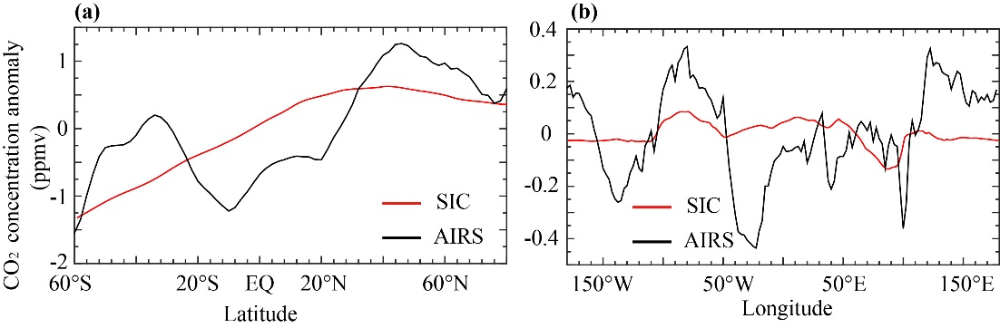 (a)
CO2 concentration anomaly
(ppmv)
1
0
-1
-2
60°S
20°S
EQ
20°N
60°N
Latitude
SIC
AIRS
(b)
0.4
0.2
0
-0.2
-0.4
150°W
50°W
50°E
150°E
Longitude
SIC
AIRS